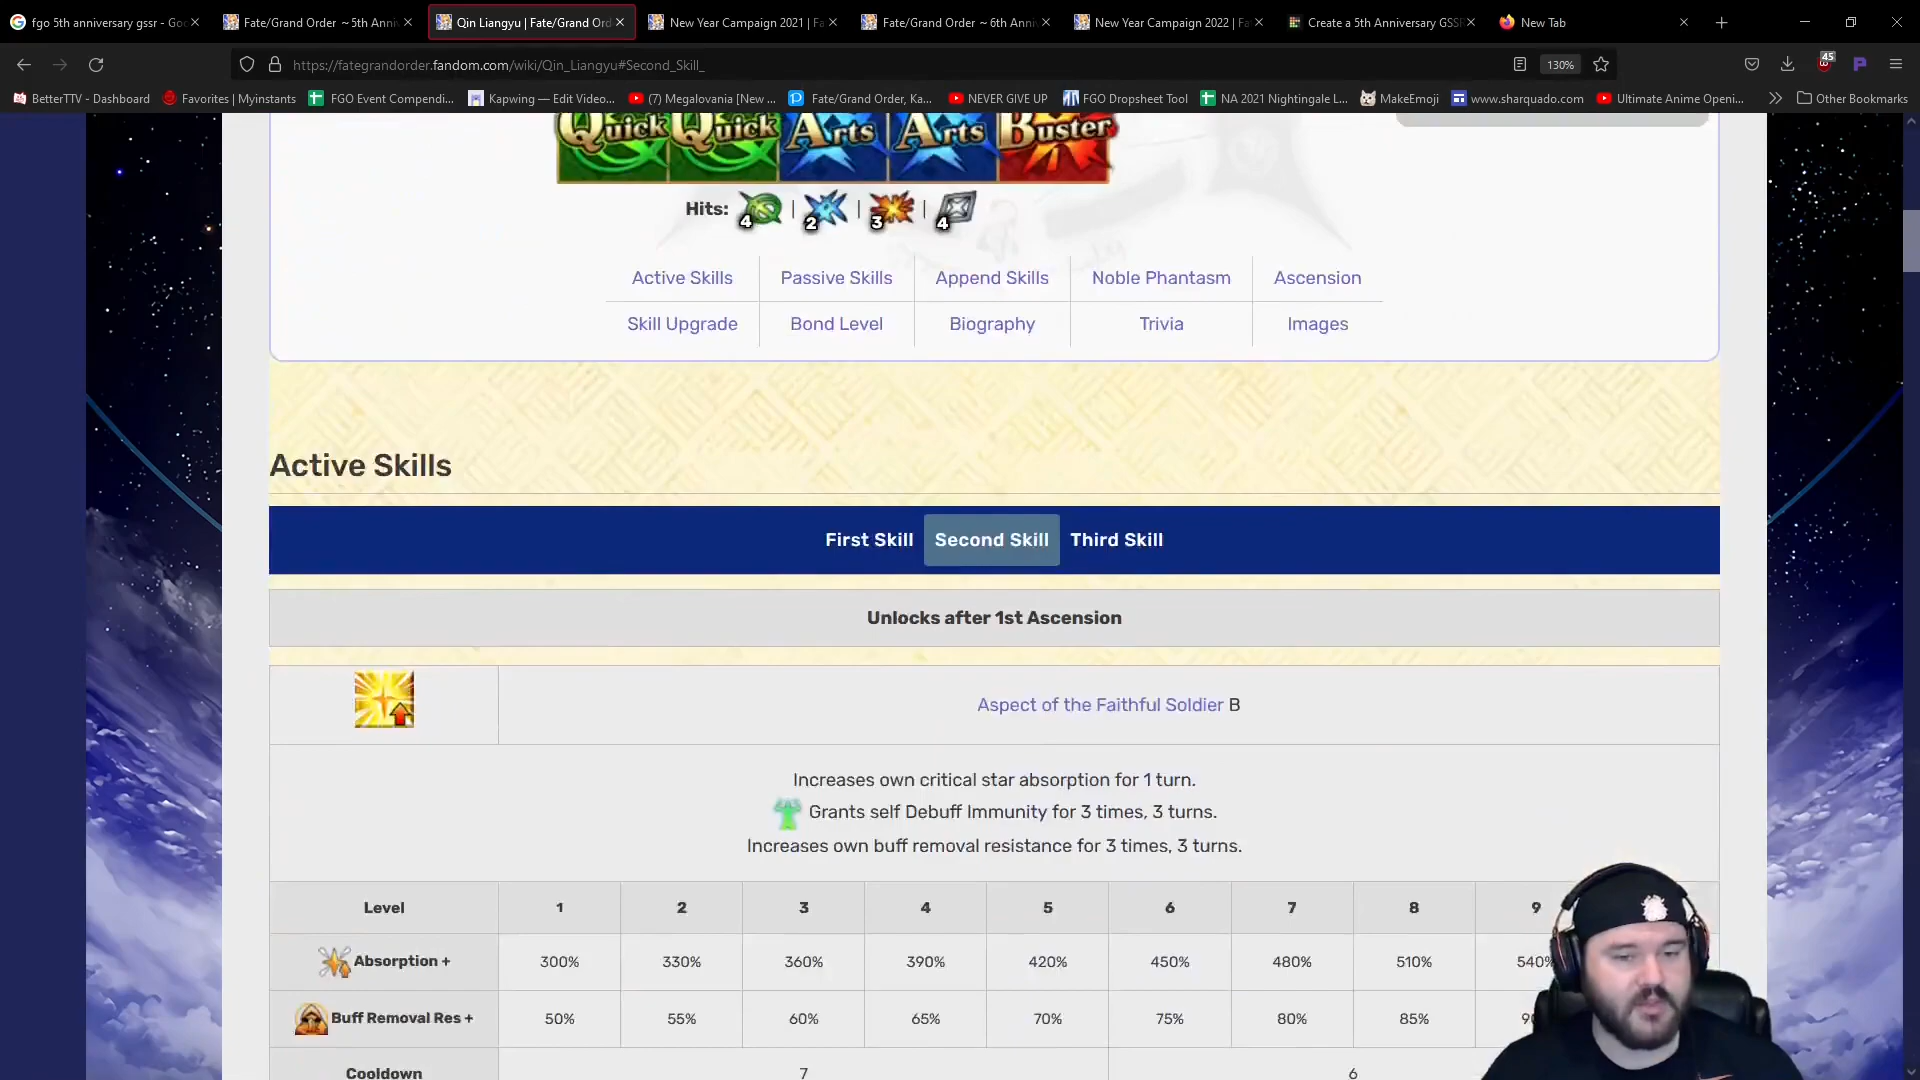 fgo 5th anniversary gssr - Go
Fate/Grand Order ~5th Anni
Qin Liangyu | Fate/Grand Ord
New Year Campaign 2021 | Fa
Fate/Grand Order ~6th Anni
New Year Campaign 2022 | Fa
Create a 5th Anniversary GSSR
New Tab
https://fategrandorder.fandom.com/wiki/Qin_Liangyu#Second_Skill_
130%
45
BetterTTV - Dashboard
Favorites | Myinstants
FGO Event Compendi...
Kapwing — Edit Video...
(7) Megalovania [New ...
Fate/Grand Order, Ka...
NEVER GIVE UP
FGO Dropsheet Tool
NA 2021 Nightingale L...
MakeEmoji
www.sharquado.com
Ultimate Anime Openi...
Other Bookmarks
Quick Quick Arts Arts Buster
Hits: 4 | 2 | 3 | 4
Active Skills Passive Skills Append Skills Noble Phantasm Ascension
Skill Upgrade Bond Level Biography Trivia Images
Active Skills
First Skill Second Skill Third Skill
Unlocks after 1st Ascension
Aspect of the Faithful Soldier B
Increases own critical star absorption for 1 turn.
Grants self Debuff Immunity for 3 times, 3 turns.
Increases own buff removal resistance for 3 times, 3 turns.
Level 1 2 3 4 5 6 7 8 9
Absorption + 300% 330% 360% 390% 420% 450% 480% 510% 540%
Buff Removal Res + 50% 55% 60% 65% 70% 75% 80% 85%
Cooldown 7 6